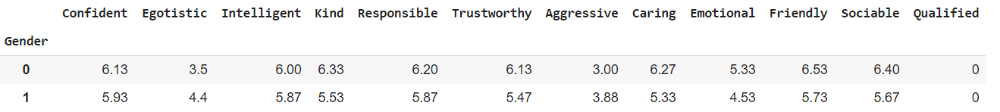 Confident Egotistic Intelligent Kind Responsible Trustworthy Aggressive Caring Emotional Friendly Sociable Qualified
Gender
0 6.13 3.5 6.00 6.33 6.20 6.13 3.00 6.27 5.33 6.53 6.40 0
1 5.93 4.4 5.87 5.53 5.87 5.47 3.88 5.33 4.53 5.73 5.67 0